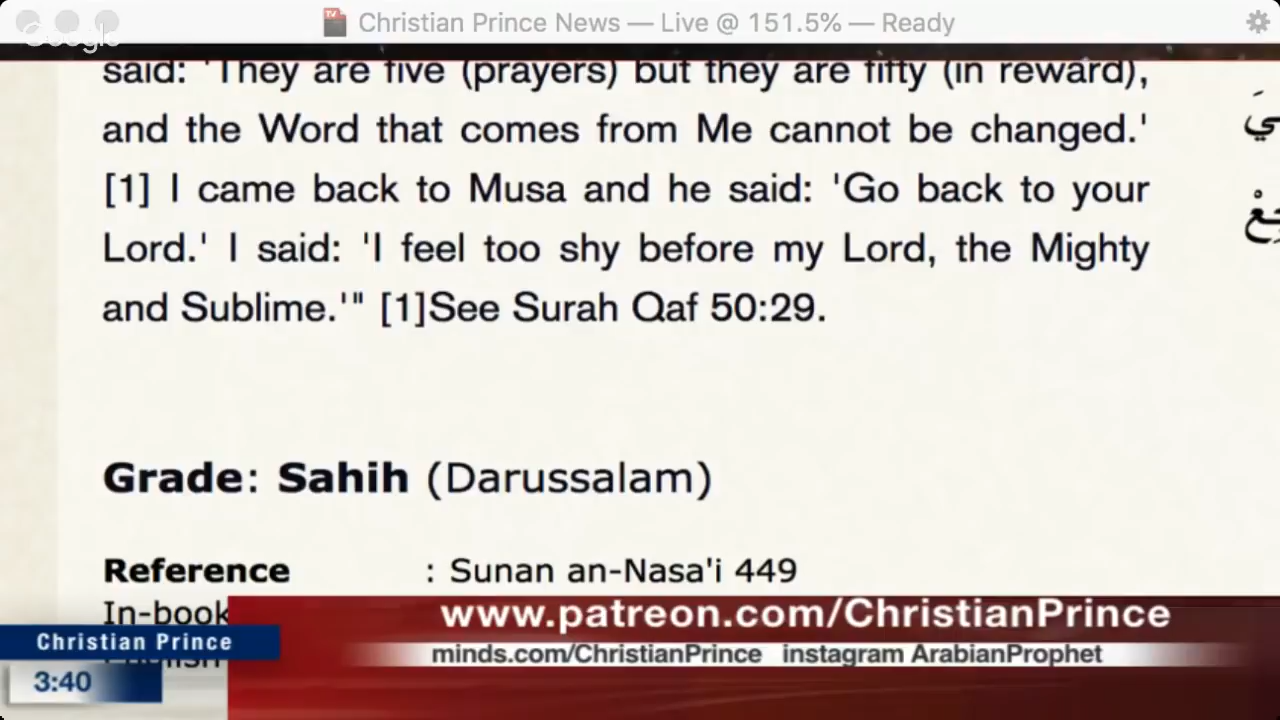 Christian Prince News — Live @ 151.5% — Ready
Google
said: 'They are five (prayers) but they are fifty (in reward),
and the Word that comes from Me cannot be changed.'
[1] I came back to Musa and he said: 'Go back to your
Lord.' I said: 'I feel too shy before my Lord, the Mighty
and Sublime.'" [1]See Surah Qaf 50:29.
Grade: Sahih (Darussalam)
Reference : Sunan an-Nasa'i 449
In-book
English
www.patreon.com/ChristianPrince
Christian Prince
minds.com/ChristianPrince instagram ArabianProphet
3:40